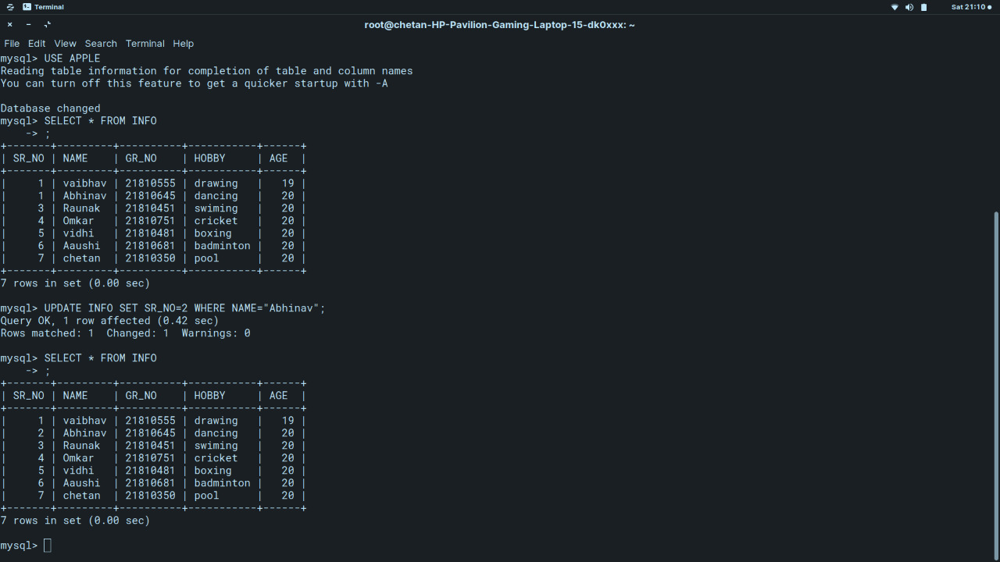 Terminal
Sat 21:10
root@chetan-HP-Pavilion-Gaming-Laptop-15-dk0xxx: ~
File Edit View Search Terminal Help
mysql> USE APPLE
Reading table information for completion of table and column names
You can turn off this feature to get a quicker startup with -A
Database changed
mysql> SELECT * FROM INFO
    -> ;
+-------+---------+----------+-----------+------+
| SR_NO | NAME    | GR_NO    | HOBBY     | AGE  |
+-------+---------+----------+-----------+------+
|     1 | vaibhav | 21810555 | drawing   |   19 |
|     1 | Abhinav | 21810645 | dancing   |   20 |
|     3 | Raunak  | 21810451 | swiming   |   20 |
|     4 | Omkar   | 21810751 | cricket   |   20 |
|     5 | vidhi   | 21810481 | boxing    |   20 |
|     6 | Aaushi  | 21810681 | badminton |   20 |
|     7 | chetan  | 21810350 | pool      |   20 |
+-------+---------+----------+-----------+------+
7 rows in set (0.00 sec)
mysql> UPDATE INFO SET SR_NO=2 WHERE NAME="Abhinav";
Query OK, 1 row affected (0.42 sec)
Rows matched: 1  Changed: 1  Warnings: 0
mysql> SELECT * FROM INFO
    -> ;
+-------+---------+----------+-----------+------+
| SR_NO | NAME    | GR_NO    | HOBBY     | AGE  |
+-------+---------+----------+-----------+------+
|     1 | vaibhav | 21810555 | drawing   |   19 |
|     2 | Abhinav | 21810645 | dancing   |   20 |
|     3 | Raunak  | 21810451 | swiming   |   20 |
|     4 | Omkar   | 21810751 | cricket   |   20 |
|     5 | vidhi   | 21810481 | boxing    |   20 |
|     6 | Aaushi  | 21810681 | badminton |   20 |
|     7 | chetan  | 21810350 | pool      |   20 |
+-------+---------+----------+-----------+------+
7 rows in set (0.00 sec)
mysql>